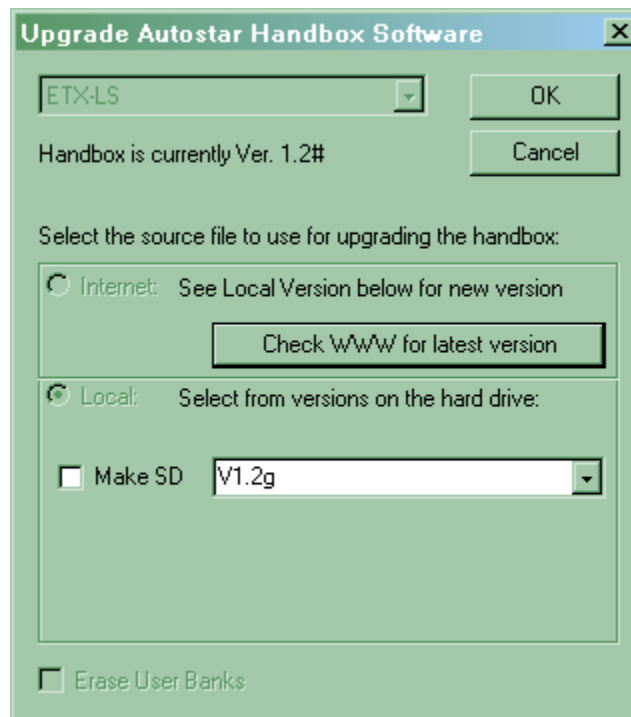 Upgrade Autostar Handbox Software
ETX-LS
OK
Handbox is currently Ver. 1.2#
Cancel
Select the source file to use for upgrading the handbox:
Internet: See Local Version below for new version
Check WWW for latest version
Local: Select from versions on the hard drive:
Make SD V1.2g
Erase User Banks